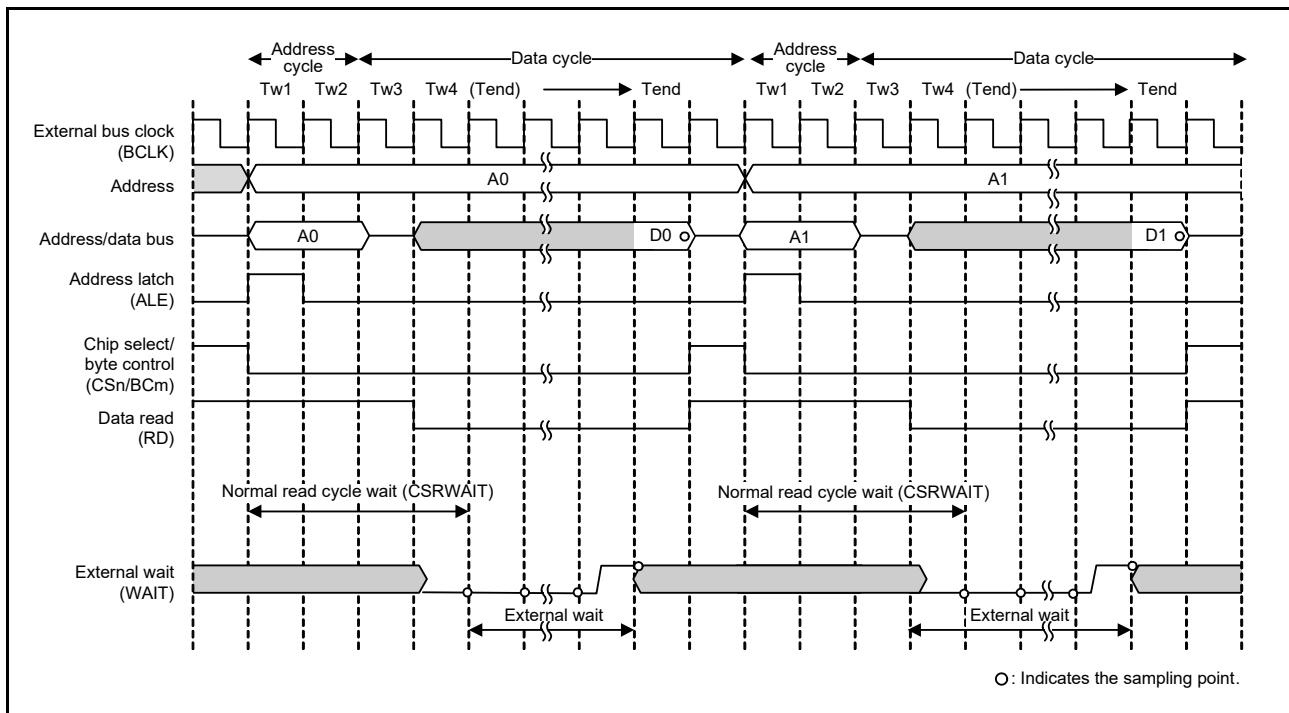 Address cycle
Data cycle
Address cycle
Data cycle
Tw1 Tw2 Tw3 Tw4 (Tend) Tend Tw1 Tw2 Tw3 Tw4 (Tend) Tend
External bus clock
(BCLK)
Address
A0 A1
Address/data bus
A0 D0 A1 D1
Address latch
(ALE)
Chip select/
byte control
(CSn/BCm)
Data read
(RD)
Normal read cycle wait (CSRWAIT) Normal read cycle wait (CSRWAIT)
External wait
(WAIT)
External wait External wait
: Indicates the sampling point.